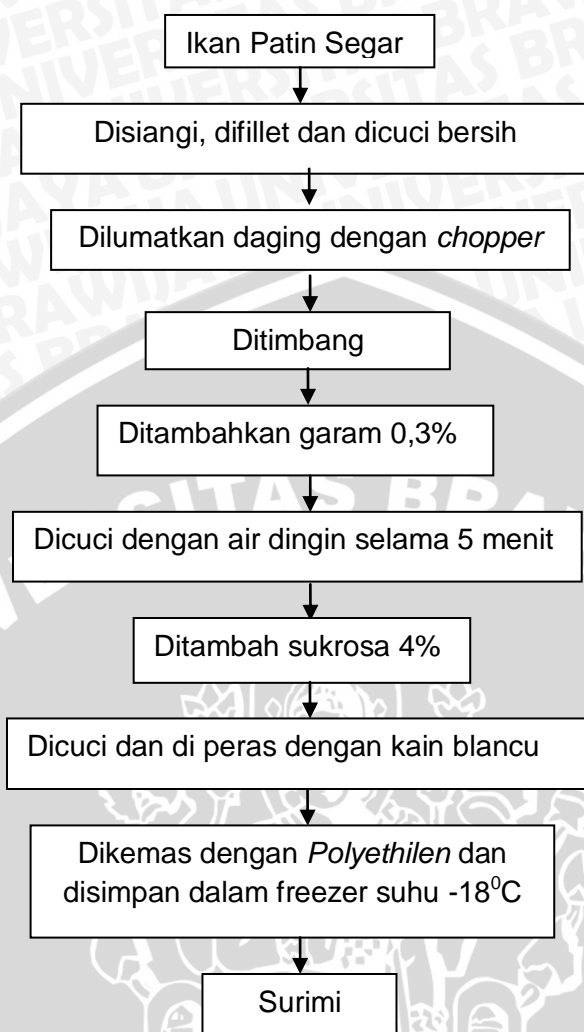 Ikan Patin Segar
Disiangi, difillet dan dicuci bersih
Dilumatkan daging dengan chopper
Ditimbang
Ditambahkan garam 0,3%
Dicuci dengan air dingin selama 5 menit
Ditambah sukrosa 4%
Dicuci dan di peras dengan kain blancu
Dikemas dengan Polyethilen dan
disimpan dalam freezer suhu -18⁰C
Surimi